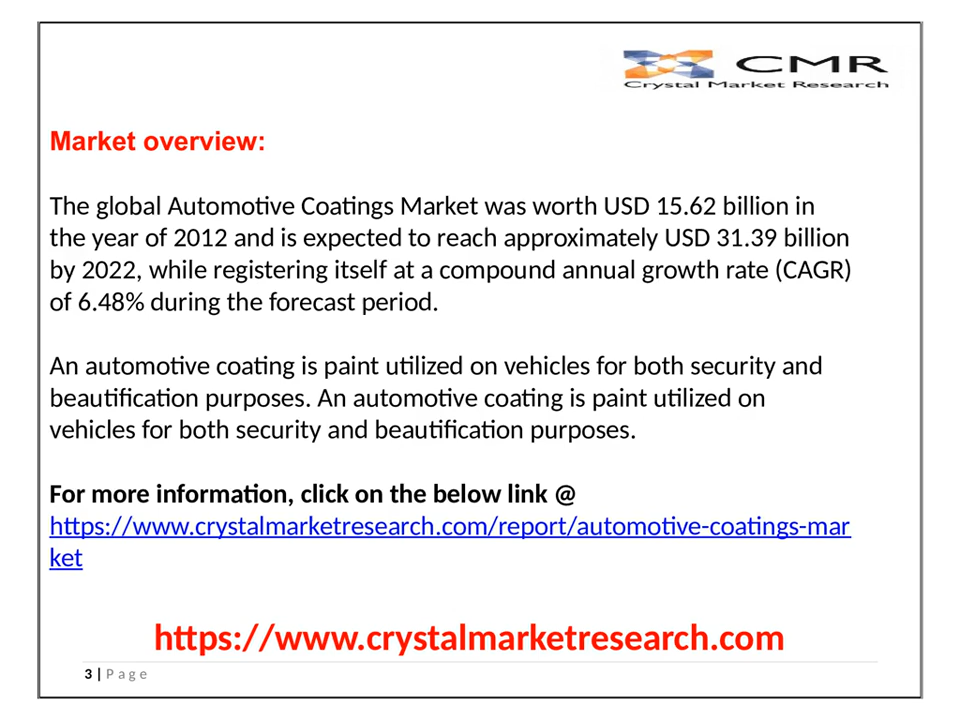 CMR
Crystal Market Research
Market overview:
The global Automotive Coatings Market was worth USD 15.62 billion in
the year of 2012 and is expected to reach approximately USD 31.39 billion
by 2022, while registering itself at a compound annual growth rate (CAGR)
of 6.48% during the forecast period.
An automotive coating is paint utilized on vehicles for both security and
beautification purposes. An automotive coating is paint utilized on
vehicles for both security and beautification purposes.
For more information, click on the below link @
https://www.crystalmarketresearch.com/report/automotive-coatings-mar
ket
https://www.crystalmarketresearch.com
3 | Page